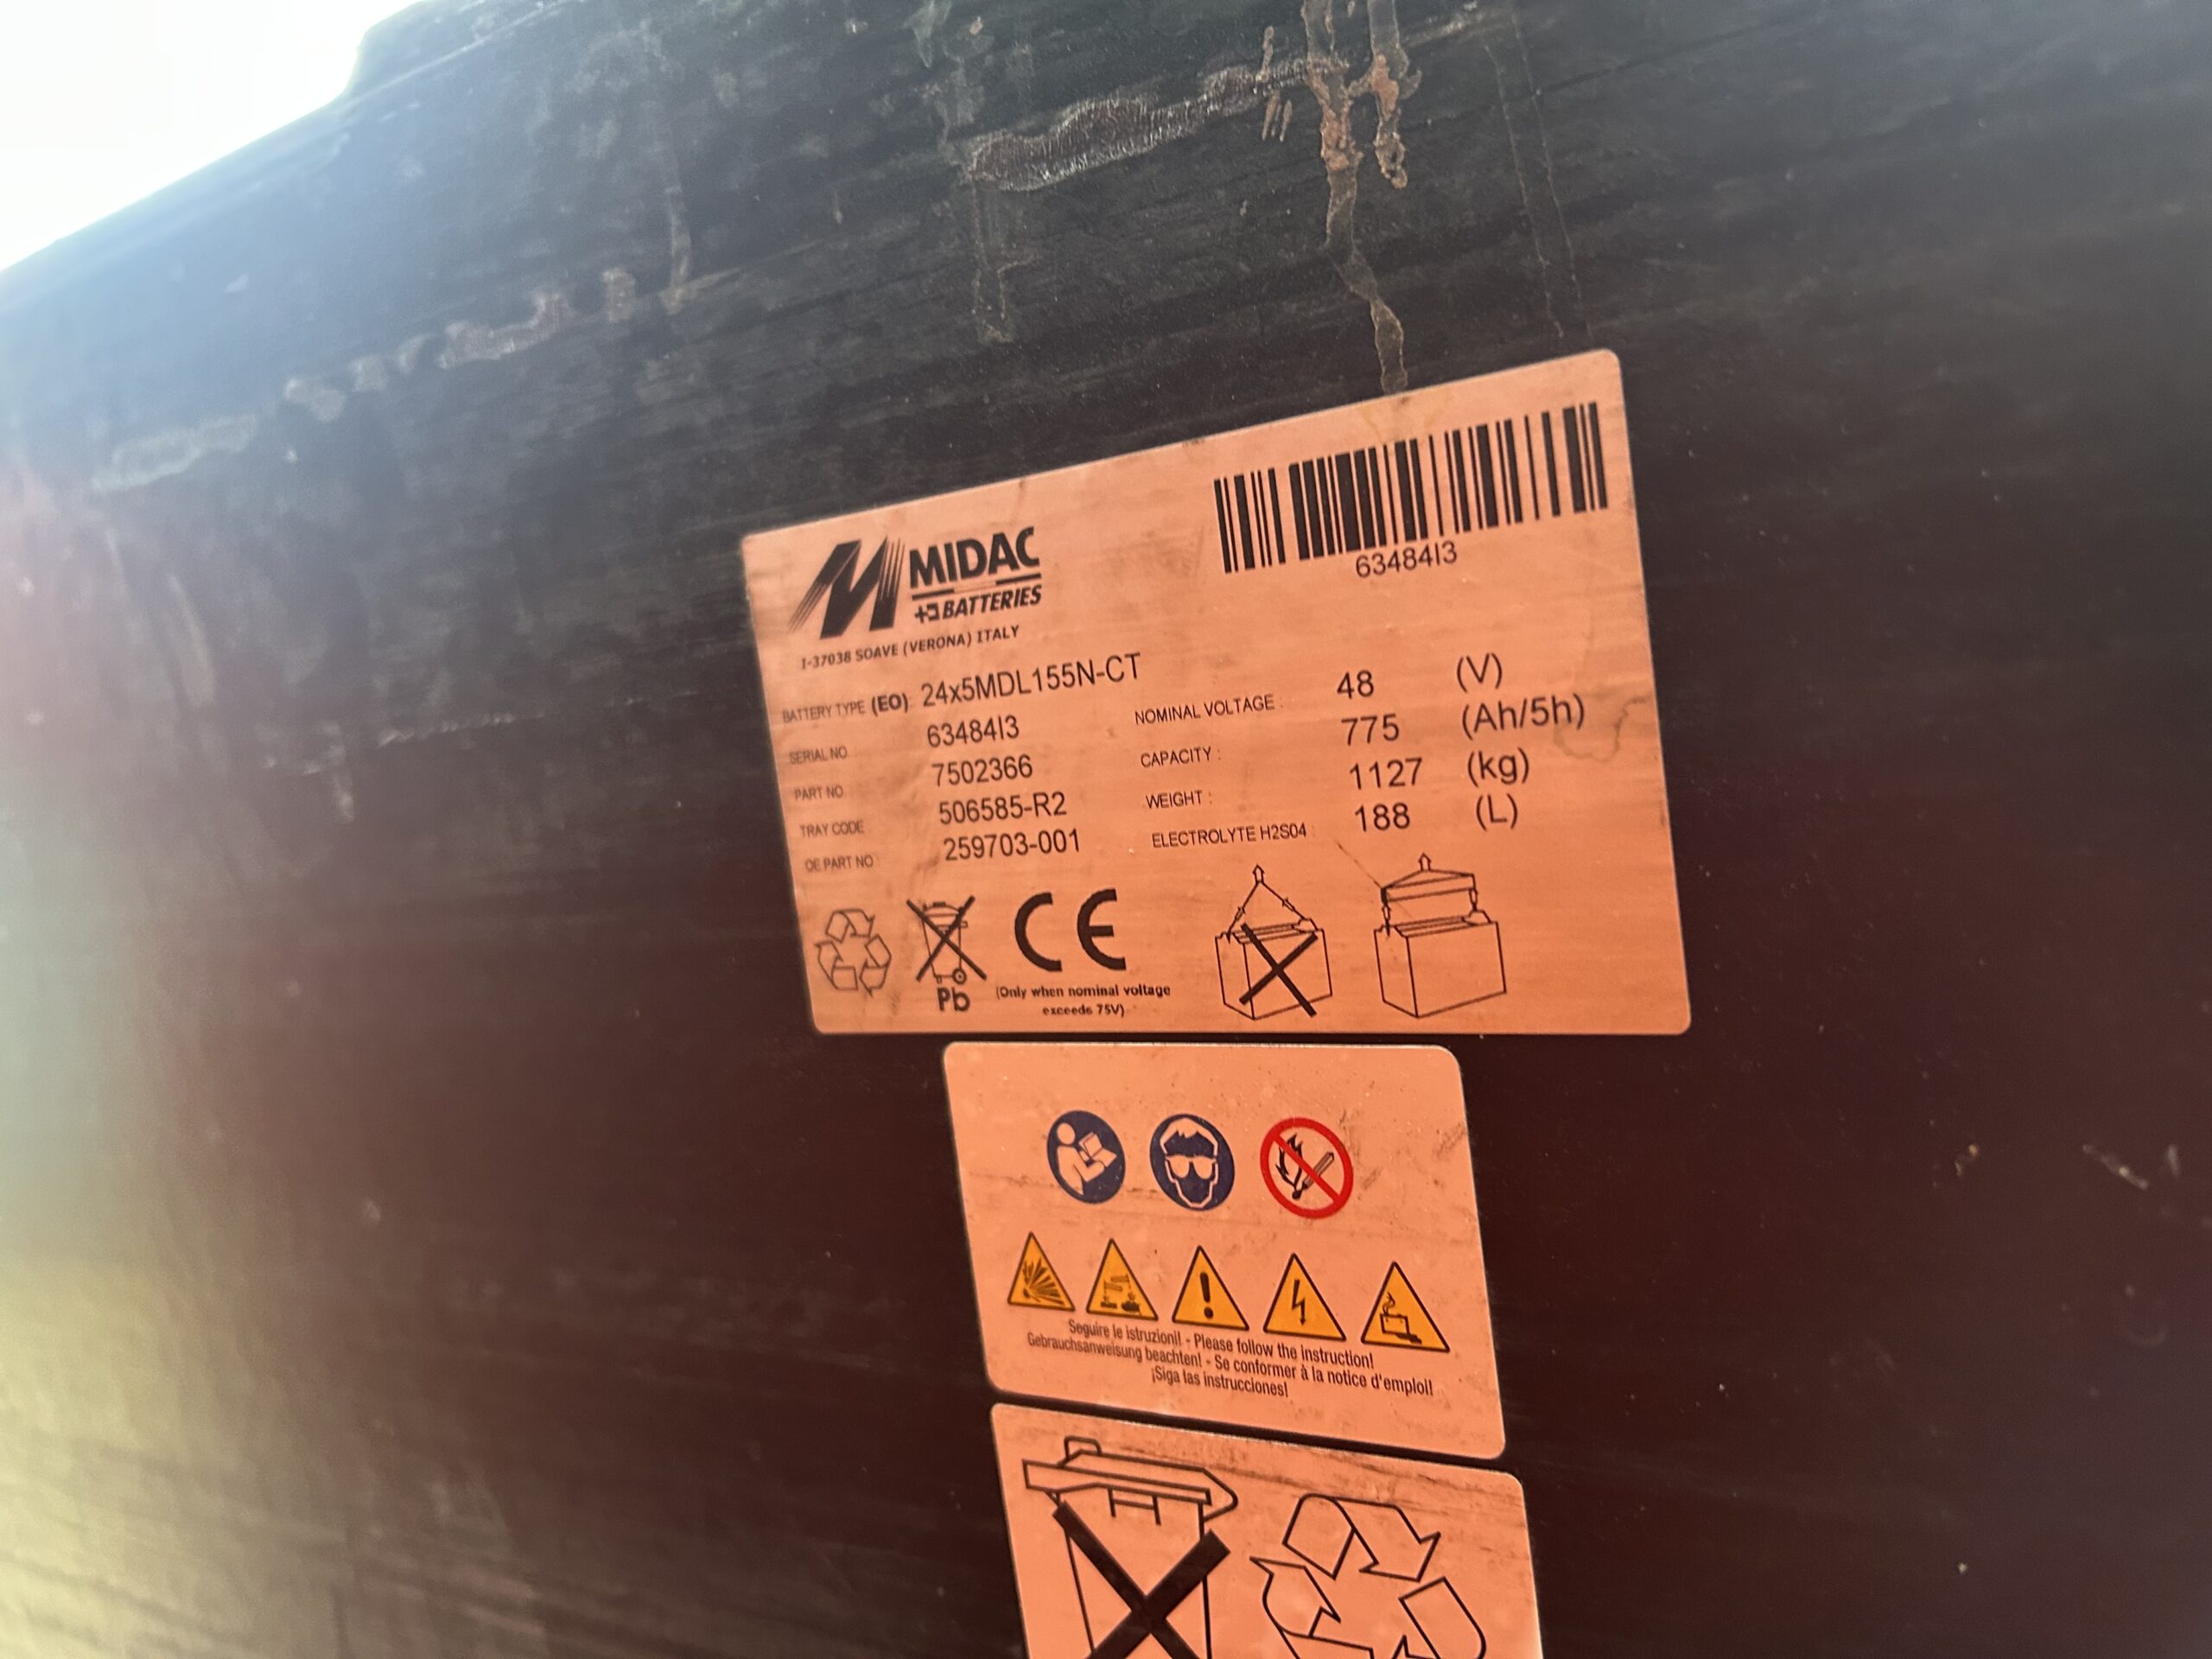 63484I3
MIDAC
BATTERIES
I-37038 SOAVE (VERONA) ITALY
BATTERY TYPE (EO) 24x5MDL155N-CT
SERIAL NO 63484I3
PART NO 7502366
TRAY CODE 506585-R2
OE PART NO 259703-001
NOMINAL VOLTAGE : 48 (V)
CAPACITY : 775 (Ah/5h)
WEIGHT : 1127 (kg)
ELECTROLYTE H2S04 : 188 (L)
Pb
CE
(Only when nominal voltage
exceeds 75V)
Seguire le istruzioni! - Please follow the instruction!
Gebrauchsanweisung beachten! - Se conformer à la notice d'emploi!
¡Siga las instrucciones!